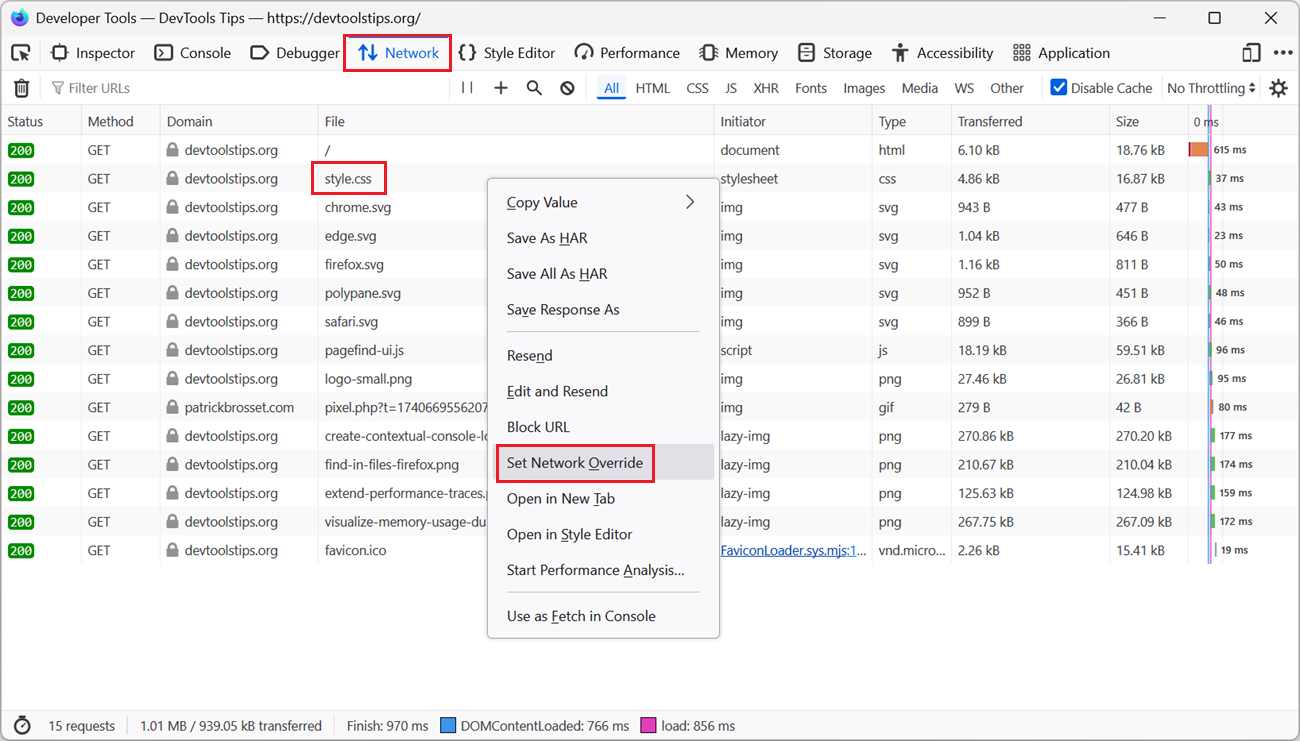 Developer Tools — DevTools Tips — https://devtoolstips.org/
Inspector Console Debugger Network Style Editor Performance Memory Storage Accessibility Application
Filter URLs All HTML CSS JS XHR Fonts Images Media WS Other Disable Cache No Throttling
Status Method Domain File Initiator Type Transferred Size 0 ms
200 GET devtoolstips.org / document html 6.10 kB 18.76 kB 615 ms
200 GET devtoolstips.org style.css stylesheet css 4.86 kB 16.87 kB 37 ms
200 GET devtoolstips.org chrome.svg img svg 943 B 477 B 43 ms
200 GET devtoolstips.org edge.svg img svg 1.04 kB 646 B 23 ms
200 GET devtoolstips.org firefox.svg img svg 1.16 kB 811 B 50 ms
200 GET devtoolstips.org polypane.svg img svg 952 B 451 B 48 ms
200 GET devtoolstips.org safari.svg img svg 899 B 366 B 46 ms
200 GET devtoolstips.org pagefind-ui.js script js 18.19 kB 59.51 kB 96 ms
200 GET devtoolstips.org logo-small.png img png 27.46 kB 26.81 kB 95 ms
200 GET patrickbrosset.com pixel.php?t=1740669556207 img gif 279 B 42 B 80 ms
200 GET devtoolstips.org create-contextual-console-lo lazy-img png 270.86 kB 270.20 kB 177 ms
200 GET devtoolstips.org find-in-files-firefox.png lazy-img png 210.67 kB 210.04 kB 174 ms
200 GET devtoolstips.org extend-performance-traces. lazy-img png 125.63 kB 124.98 kB 159 ms
200 GET devtoolstips.org visualize-memory-usage-du lazy-img png 267.75 kB 267.09 kB 172 ms
200 GET devtoolstips.org favicon.ico FaviconLoader.sys.mjs:1... vnd.micro... 2.26 kB 15.41 kB 19 ms
Copy Value
Save As HAR
Save All As HAR
Save Response As
Resend
Edit and Resend
Block URL
Set Network Override
Open in New Tab
Open in Style Editor
Start Performance Analysis...
Use as Fetch in Console
15 requests 1.01 MB / 939.05 kB transferred Finish: 970 ms DOMContentLoaded: 766 ms load: 856 ms